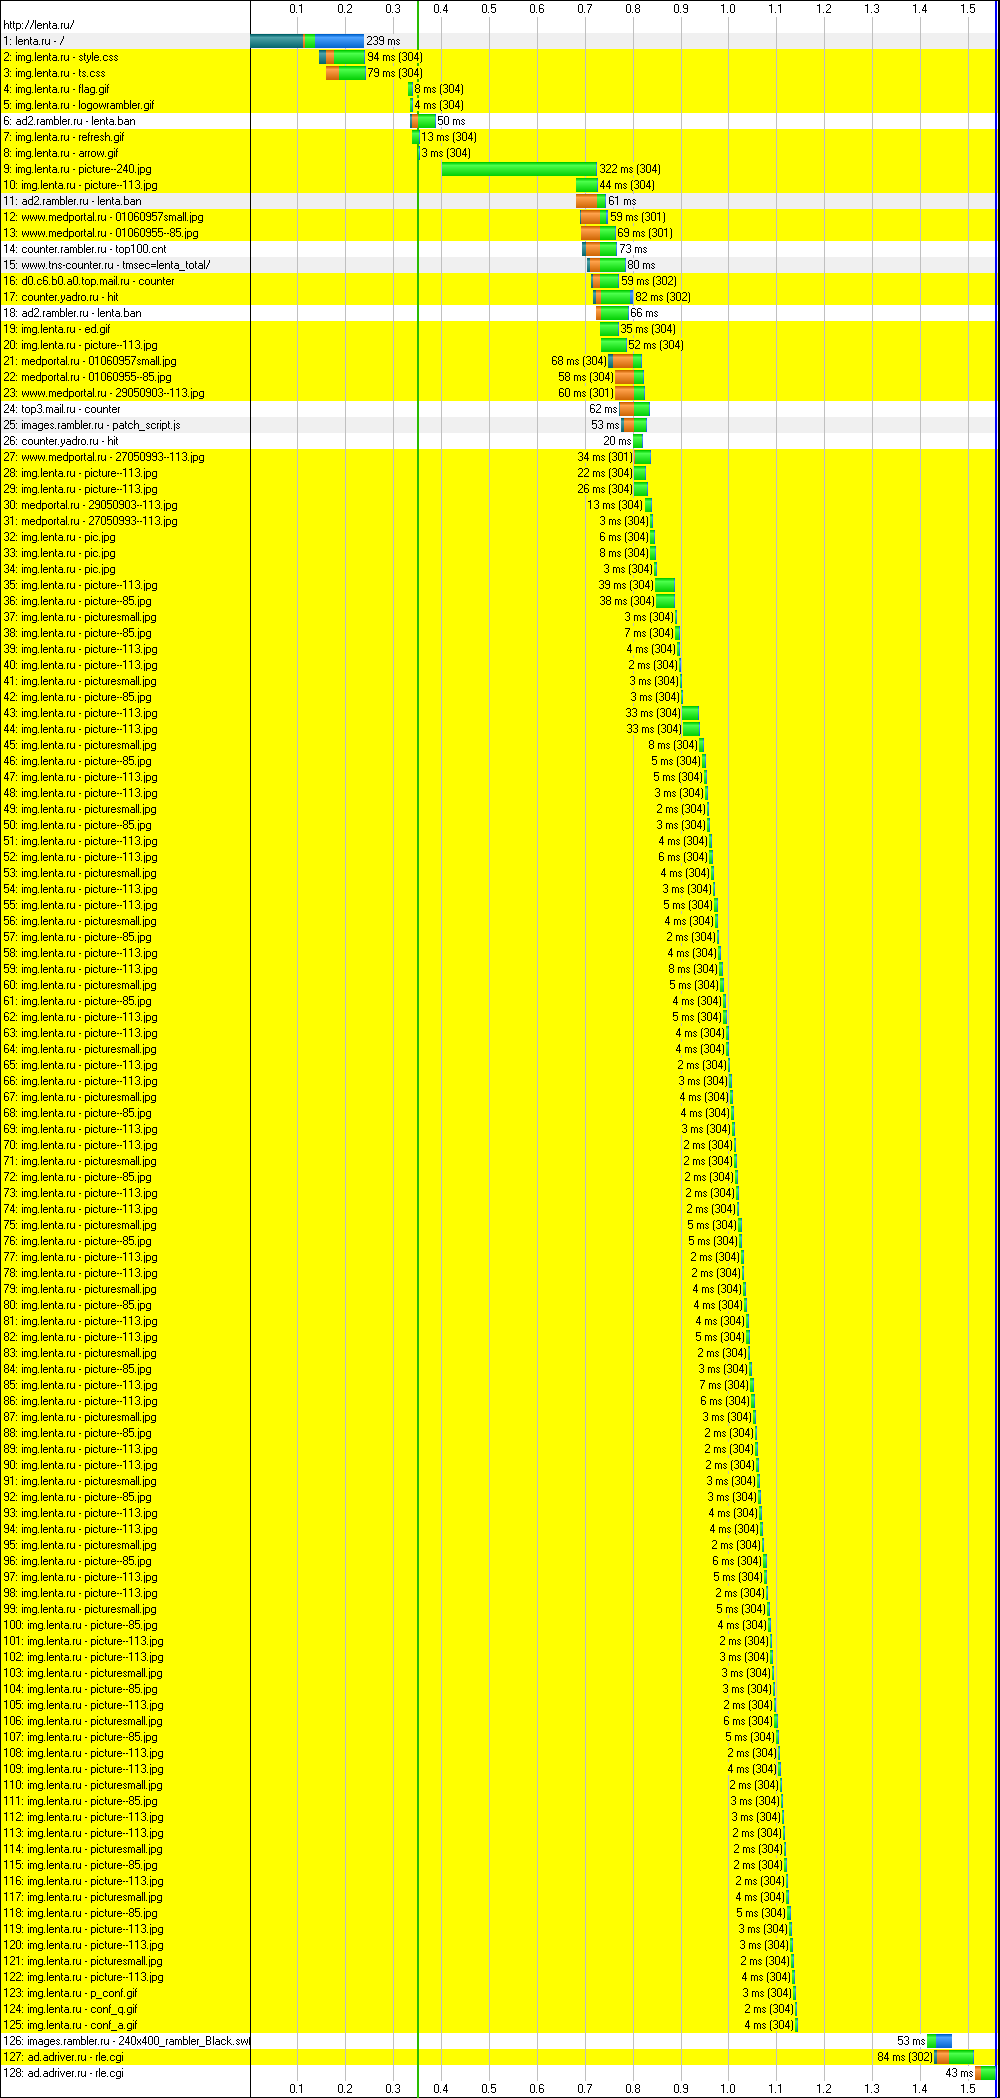 0.1 0.2 0.3 0.4 0.5 0.6 0.7 0.8 0.9 1.0 1.1 1.2 1.3 1.4 1.5
http://lenta.ru/
1: lenta.ru - / 239 ms
2: img.lenta.ru - style.css 94 ms (304)
3: img.lenta.ru - ts.css 79 ms (304)
4: img.lenta.ru - flag.gif 8 ms (304)
5: img.lenta.ru - logowrambler.gif 4 ms (304)
6: ad2.rambler.ru - lenta.ban 50 ms
7: img.lenta.ru - refresh.gif 13 ms (304)
8: img.lenta.ru - arrow.gif 3 ms (304)
9: img.lenta.ru - picture--240.jpg 322 ms (304)
10: img.lenta.ru - picture--113.jpg 44 ms (304)
11: ad2.rambler.ru - lenta.ban 61 ms
12: www.medportal.ru - 01060957small.jpg 59 ms (301)
13: www.medportal.ru - 01060955--85.jpg 69 ms (301)
14: counter.rambler.ru - top100.cnt 73 ms
15: www.tns-counter.ru - tmsec=lenta_total/ 80 ms
16: d0.c6.b0.a0.top.mail.ru - counter 59 ms (302)
17: counter.yadro.ru - hit 82 ms (302)
18: ad2.rambler.ru - lenta.ban 66 ms
19: img.lenta.ru - ed.gif 35 ms (304)
20: img.lenta.ru - picture--113.jpg 52 ms (304)
21: medportal.ru - 01060957small.jpg 68 ms (304)
22: medportal.ru - 01060955--85.jpg 58 ms (304)
23: www.medportal.ru - 29050903--113.jpg 60 ms (301)
24: top3.mail.ru - counter 62 ms
25: images.rambler.ru - patch_script.js 53 ms
26: counter.yadro.ru - hit 20 ms
27: www.medportal.ru - 27050993--113.jpg 34 ms (301)
28: img.lenta.ru - picture--113.jpg 22 ms (304)
29: img.lenta.ru - picture--113.jpg 26 ms (304)
30: medportal.ru - 29050903--113.jpg 13 ms (304)
31: medportal.ru - 27050993--113.jpg 3 ms (304)
32: img.lenta.ru - pic.jpg 6 ms (304)
33: img.lenta.ru - pic.jpg 8 ms (304)
34: img.lenta.ru - pic.jpg 3 ms (304)
35: img.lenta.ru - picture--113.jpg 39 ms (304)
36: img.lenta.ru - picture--85.jpg 38 ms (304)
37: img.lenta.ru - picturesmall.jpg 3 ms (304)
38: img.lenta.ru - picture--85.jpg 7 ms (304)
39: img.lenta.ru - picture--113.jpg 4 ms (304)
40: img.lenta.ru - picture--113.jpg 2 ms (304)
41: img.lenta.ru - picturesmall.jpg 3 ms (304)
42: img.lenta.ru - picture--85.jpg 3 ms (304)
43: img.lenta.ru - picture--113.jpg 33 ms (304)
44: img.lenta.ru - picture--113.jpg 33 ms (304)
45: img.lenta.ru - picturesmall.jpg 8 ms (304)
46: img.lenta.ru - picture--85.jpg 5 ms (304)
47: img.lenta.ru - picture--113.jpg 5 ms (304)
48: img.lenta.ru - picture--113.jpg 3 ms (304)
49: img.lenta.ru - picturesmall.jpg 2 ms (304)
50: img.lenta.ru - picture--85.jpg 3 ms (304)
51: img.lenta.ru - picture--113.jpg 4 ms (304)
52: img.lenta.ru - picture--113.jpg 6 ms (304)
53: img.lenta.ru - picturesmall.jpg 4 ms (304)
54: img.lenta.ru - picture--113.jpg 3 ms (304)
55: img.lenta.ru - picture--113.jpg 5 ms (304)
56: img.lenta.ru - picturesmall.jpg 4 ms (304)
57: img.lenta.ru - picture--85.jpg 2 ms (304)
58: img.lenta.ru - picture--113.jpg 4 ms (304)
59: img.lenta.ru - picture--113.jpg 8 ms (304)
60: img.lenta.ru - picturesmall.jpg 5 ms (304)
61: img.lenta.ru - picture--85.jpg 4 ms (304)
62: img.lenta.ru - picture--113.jpg 5 ms (304)
63: img.lenta.ru - picture--113.jpg 4 ms (304)
64: img.lenta.ru - picturesmall.jpg 4 ms (304)
65: img.lenta.ru - picture--113.jpg 2 ms (304)
66: img.lenta.ru - picture--113.jpg 3 ms (304)
67: img.lenta.ru - picturesmall.jpg 4 ms (304)
68: img.lenta.ru - picture--85.jpg 4 ms (304)
69: img.lenta.ru - picture--113.jpg 3 ms (304)
70: img.lenta.ru - picture--113.jpg 2 ms (304)
71: img.lenta.ru - picturesmall.jpg 2 ms (304)
72: img.lenta.ru - picture--85.jpg 2 ms (304)
73: img.lenta.ru - picture--113.jpg 2 ms (304)
74: img.lenta.ru - picture--113.jpg 2 ms (304)
75: img.lenta.ru - picturesmall.jpg 5 ms (304)
76: img.lenta.ru - picture--85.jpg 5 ms (304)
77: img.lenta.ru - picture--113.jpg 2 ms (304)
78: img.lenta.ru - picture--113.jpg 2 ms (304)
79: img.lenta.ru - picturesmall.jpg 4 ms (304)
80: img.lenta.ru - picture--85.jpg 4 ms (304)
81: img.lenta.ru - picture--113.jpg 4 ms (304)
82: img.lenta.ru - picture--113.jpg 5 ms (304)
83: img.lenta.ru - picturesmall.jpg 2 ms (304)
84: img.lenta.ru - picture--85.jpg 3 ms (304)
85: img.lenta.ru - picture--113.jpg 7 ms (304)
86: img.lenta.ru - picture--113.jpg 6 ms (304)
87: img.lenta.ru - picturesmall.jpg 3 ms (304)
88: img.lenta.ru - picture--85.jpg 2 ms (304)
89: img.lenta.ru - picture--113.jpg 2 ms (304)
90: img.lenta.ru - picture--113.jpg 2 ms (304)
91: img.lenta.ru - picturesmall.jpg 3 ms (304)
92: img.lenta.ru - picture--85.jpg 3 ms (304)
93: img.lenta.ru - picture--113.jpg 4 ms (304)
94: img.lenta.ru - picture--113.jpg 4 ms (304)
95: img.lenta.ru - picturesmall.jpg 2 ms (304)
96: img.lenta.ru - picture--85.jpg 6 ms (304)
97: img.lenta.ru - picture--113.jpg 5 ms (304)
98: img.lenta.ru - picture--113.jpg 2 ms (304)
99: img.lenta.ru - picturesmall.jpg 5 ms (304)
100: img.lenta.ru - picture--85.jpg 4 ms (304)
101: img.lenta.ru - picture--113.jpg 2 ms (304)
102: img.lenta.ru - picture--113.jpg 3 ms (304)
103: img.lenta.ru - picturesmall.jpg 3 ms (304)
104: img.lenta.ru - picture--85.jpg 3 ms (304)
105: img.lenta.ru - picture--113.jpg 2 ms (304)
106: img.lenta.ru - picturesmall.jpg 6 ms (304)
107: img.lenta.ru - picture--85.jpg 5 ms (304)
108: img.lenta.ru - picture--113.jpg 2 ms (304)
109: img.lenta.ru - picture--113.jpg 4 ms (304)
110: img.lenta.ru - picturesmall.jpg 2 ms (304)
111: img.lenta.ru - picture--85.jpg 3 ms (304)
112: img.lenta.ru - picture--113.jpg 3 ms (304)
113: img.lenta.ru - picture--113.jpg 2 ms (304)
114: img.lenta.ru - picturesmall.jpg 2 ms (304)
115: img.lenta.ru - picture--85.jpg 2 ms (304)
116: img.lenta.ru - picture--113.jpg 2 ms (304)
117: img.lenta.ru - picturesmall.jpg 4 ms (304)
118: img.lenta.ru - picture--85.jpg 5 ms (304)
119: img.lenta.ru - picture--113.jpg 3 ms (304)
120: img.lenta.ru - picture--113.jpg 3 ms (304)
121: img.lenta.ru - picturesmall.jpg 2 ms (304)
122: img.lenta.ru - picture--113.jpg 4 ms (304)
123: img.lenta.ru - p_conf.gif 3 ms (304)
124: img.lenta.ru - conf_q.gif 2 ms (304)
125: img.lenta.ru - conf_a.gif 4 ms (304)
126: images.rambler.ru - 240x400_rambler_Black.swf 53 ms
127: ad.adriver.ru - rle.cgi 84 ms (302)
128: ad.adriver.ru - rle.cgi 43 ms
0.1 0.2 0.3 0.4 0.5 0.6 0.7 0.8 0.9 1.0 1.1 1.2 1.3 1.4 1.5